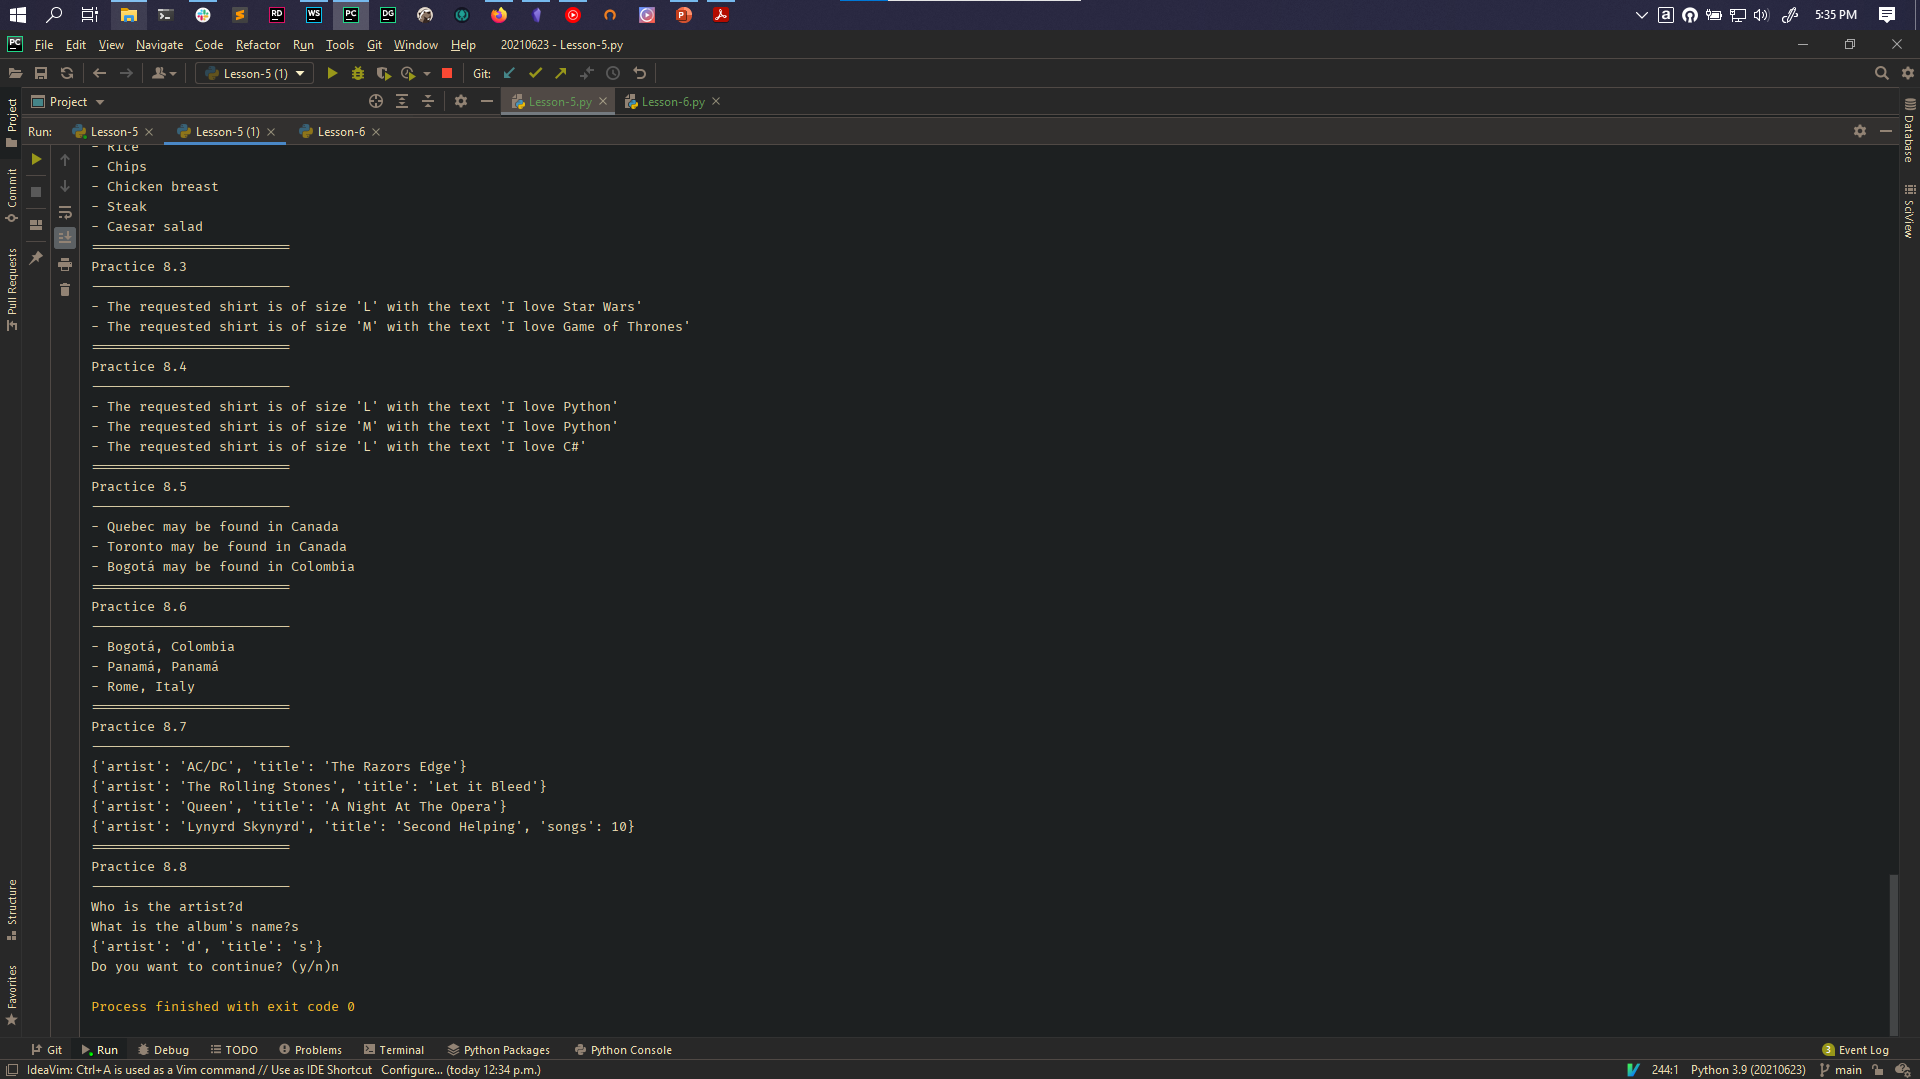 5:35 PM
File Edit View Navigate Code Refactor Run Tools Git Window Help 20210623 - Lesson-5.py
Lesson-5 (1) Git:
Project Lesson-5.py Lesson-6.py
Run: Lesson-5 Lesson-5 (1) Lesson-6
Project
Commit
Pull Requests
Structure
Favorites
Database
SciView
- Rice
- Chips
- Chicken breast
- Steak
- Caesar salad
=========================
Practice 8.3
-------------------------
- The requested shirt is of size 'L' with the text 'I love Star Wars'
- The requested shirt is of size 'M' with the text 'I love Game of Thrones'
=========================
Practice 8.4
-------------------------
- The requested shirt is of size 'L' with the text 'I love Python'
- The requested shirt is of size 'M' with the text 'I love Python'
- The requested shirt is of size 'L' with the text 'I love C#'
=========================
Practice 8.5
-------------------------
- Quebec may be found in Canada
- Toronto may be found in Canada
- Bogotá may be found in Colombia
=========================
Practice 8.6
-------------------------
- Bogotá, Colombia
- Panamá, Panamá
- Rome, Italy
=========================
Practice 8.7
-------------------------
{'artist': 'AC/DC', 'title': 'The Razors Edge'}
{'artist': 'The Rolling Stones', 'title': 'Let it Bleed'}
{'artist': 'Queen', 'title': 'A Night At The Opera'}
{'artist': 'Lynyrd Skynyrd', 'title': 'Second Helping', 'songs': 10}
=========================
Practice 8.8
-------------------------
Who is the artist?d
What is the album's name?s
{'artist': 'd', 'title': 's'}
Do you want to continue? (y/n)n
Process finished with exit code 0
Git Run Debug TODO Problems Terminal Python Packages Python Console 3 Event Log
IdeaVim: Ctrl+A is used as a Vim command // Use as IDE Shortcut Configure... (today 12:34 p.m.) 244:1 Python 3.9 (20210623) main